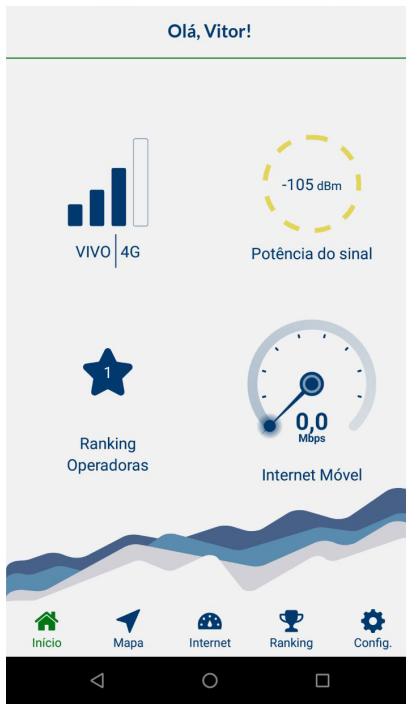 Olá, Vitor!
-105 dBm
VIVO 4G
Potência do sinal
1
0,0
Mbps
Ranking
Operadoras
Internet Móvel
Início Mapa Internet Ranking Config.